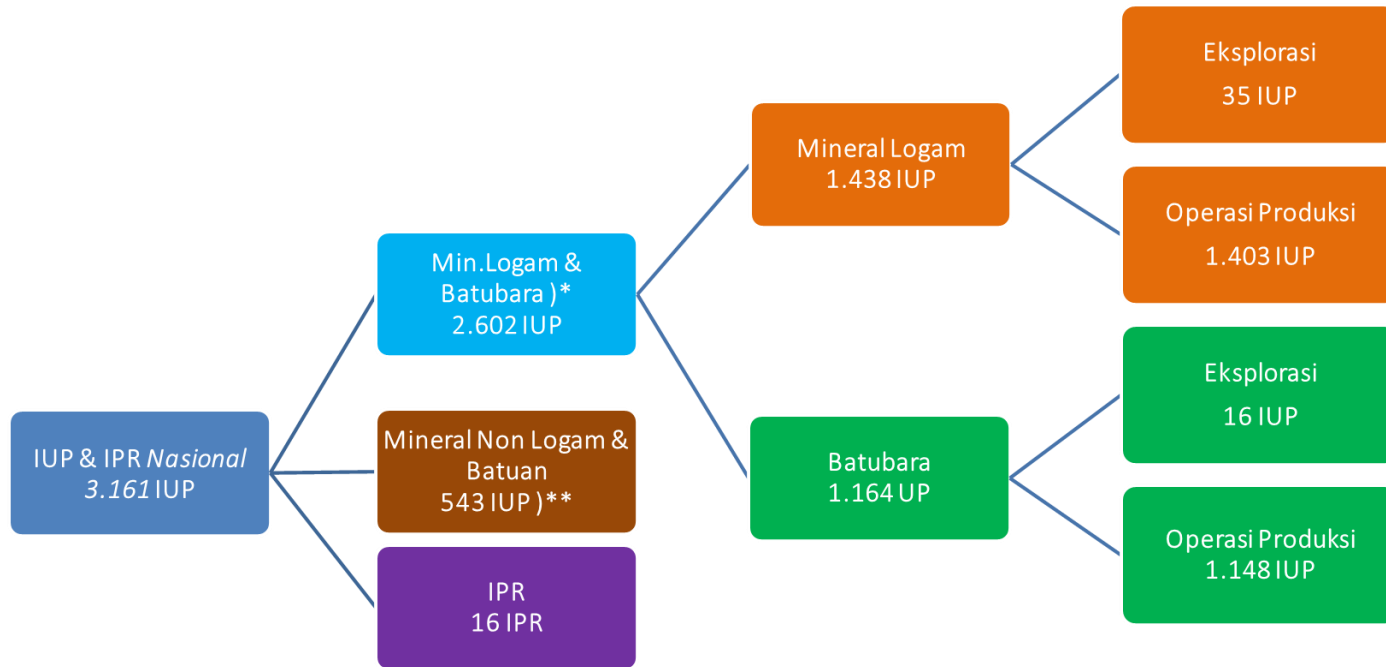 IUP & IPR Nasional
3.161 IUP
Min.Logam &
Batubara )*
2.602 IUP
Mineral Non Logam &
Batuan
543 IUP )**
IPR
16 IPR
Mineral Logam
1.438 IUP
Batubara
1.164 UP
Eksplorasi
35 IUP
Operasi Produksi
1.403 IUP
Eksplorasi
16 IUP
Operasi Produksi
1.148 IUP